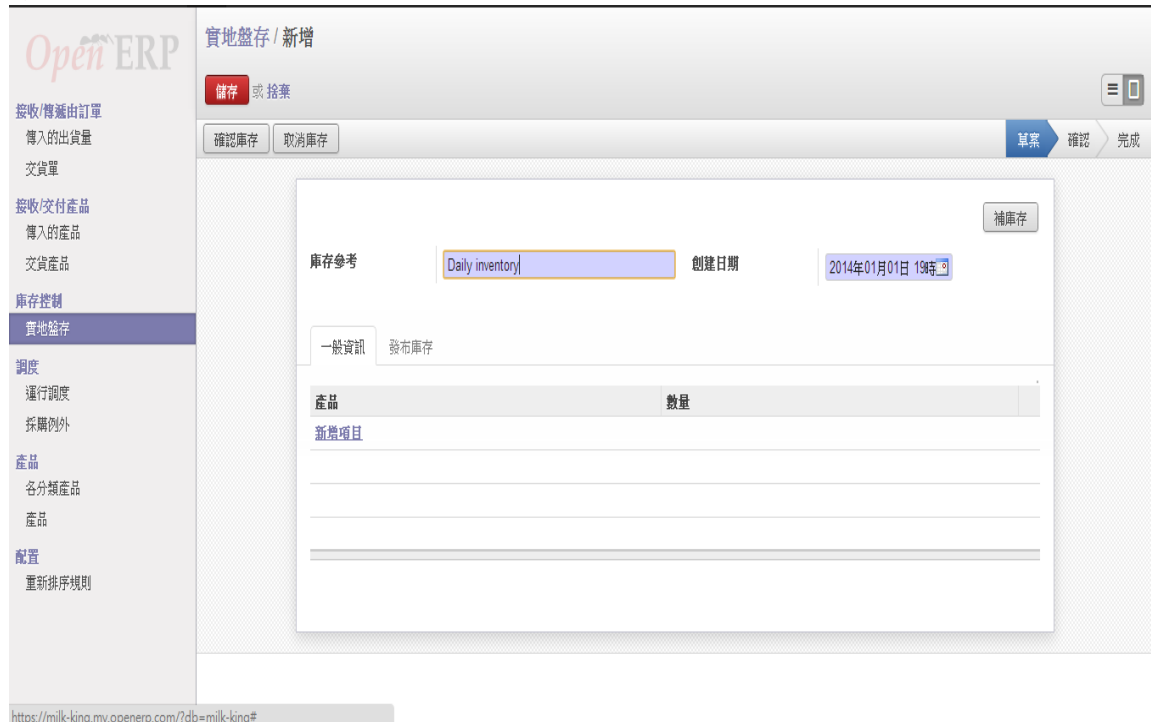 Open ERP
接收/傳遞由訂單
傳入的出貨量
交貨單
接收/交付產品
傳入的產品
交貨產品
庫存控制
實地盤存
調度
運行調度
採購例外
產品
各分類產品
產品
配置
重新排序規則
實地盤存 / 新增
儲存 或 捨棄
確認庫存 取消庫存
草案 確認 完成
補庫存
庫存參考 Daily inventory 創建日期 2014年01月01日 19時
一般資訊 發布庫存
產品 數量
新增項目
https://milk-king.my.openerp.com/?db=milk-king#